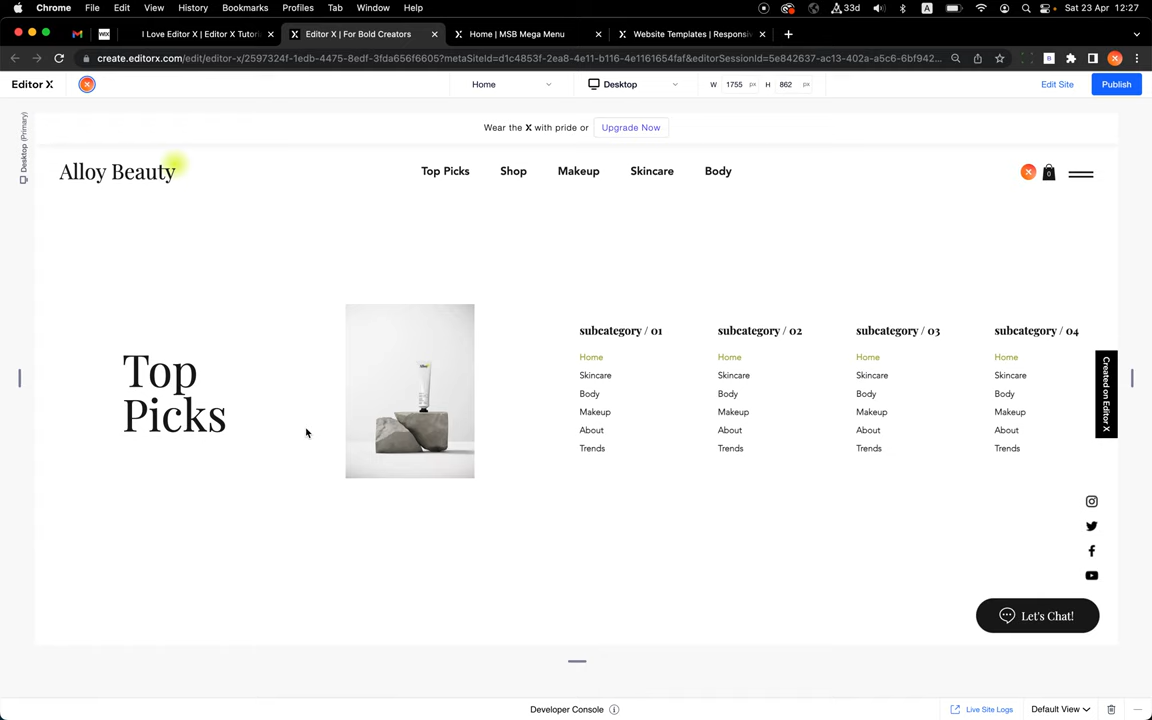 Chrome File Edit View History Bookmarks Profiles Tab Window Help 33d A Sat 23 Apr 12:27
WiX I Love Editor X | Editor X Tutori Editor X | For Bold Creators Home | MSB Mega Menu Website Templates | Responsi
create.editorx.com/edit/editor-x/2597324f-1edb-4475-8edf-3fda656f6605?metaSiteId=d1c4853f-2ea8-4e11-b116-4e1161654faf&editorSessionId=5e842637-ac13-402a-a5c6-6bf942...
Editor X Home Desktop W 1755 PX H 862 PX Edit Site Publish
Desktop (Primary)
Wear the X with pride or Upgrade Now
Alloy Beauty Top Picks Shop Makeup Skincare Body 0
Top
Picks
subcategory / 01 subcategory / 02 subcategory / 03 subcategory / 04
Home Home Home Home
Skincare Skincare Skincare Skincare
Body Body Body Body
Makeup Makeup Makeup Makeup
About About About About
Trends Trends Trends Trends
Created on Editor X
Let's Chat!
Developer Console Live Site Logs Default View